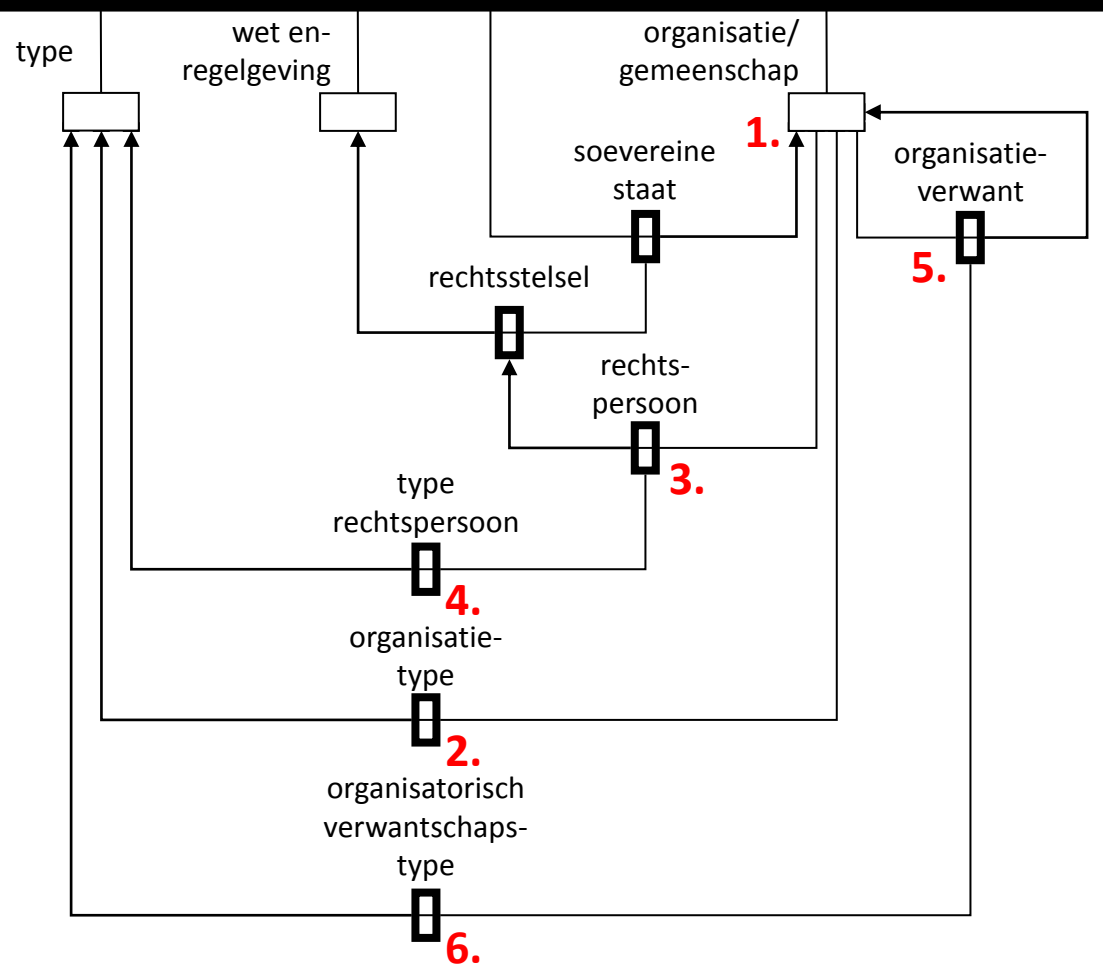 type
wet en-
regelgeving
organisatie/
gemeenschap
1.
soevereine
staat
organisatie-
verwant
5.
rechtsstelsel
rechts-
persoon
3.
type
rechtspersoon
4.
organisatie-
type
2.
organisatorisch
verwantschaps-
type
6.